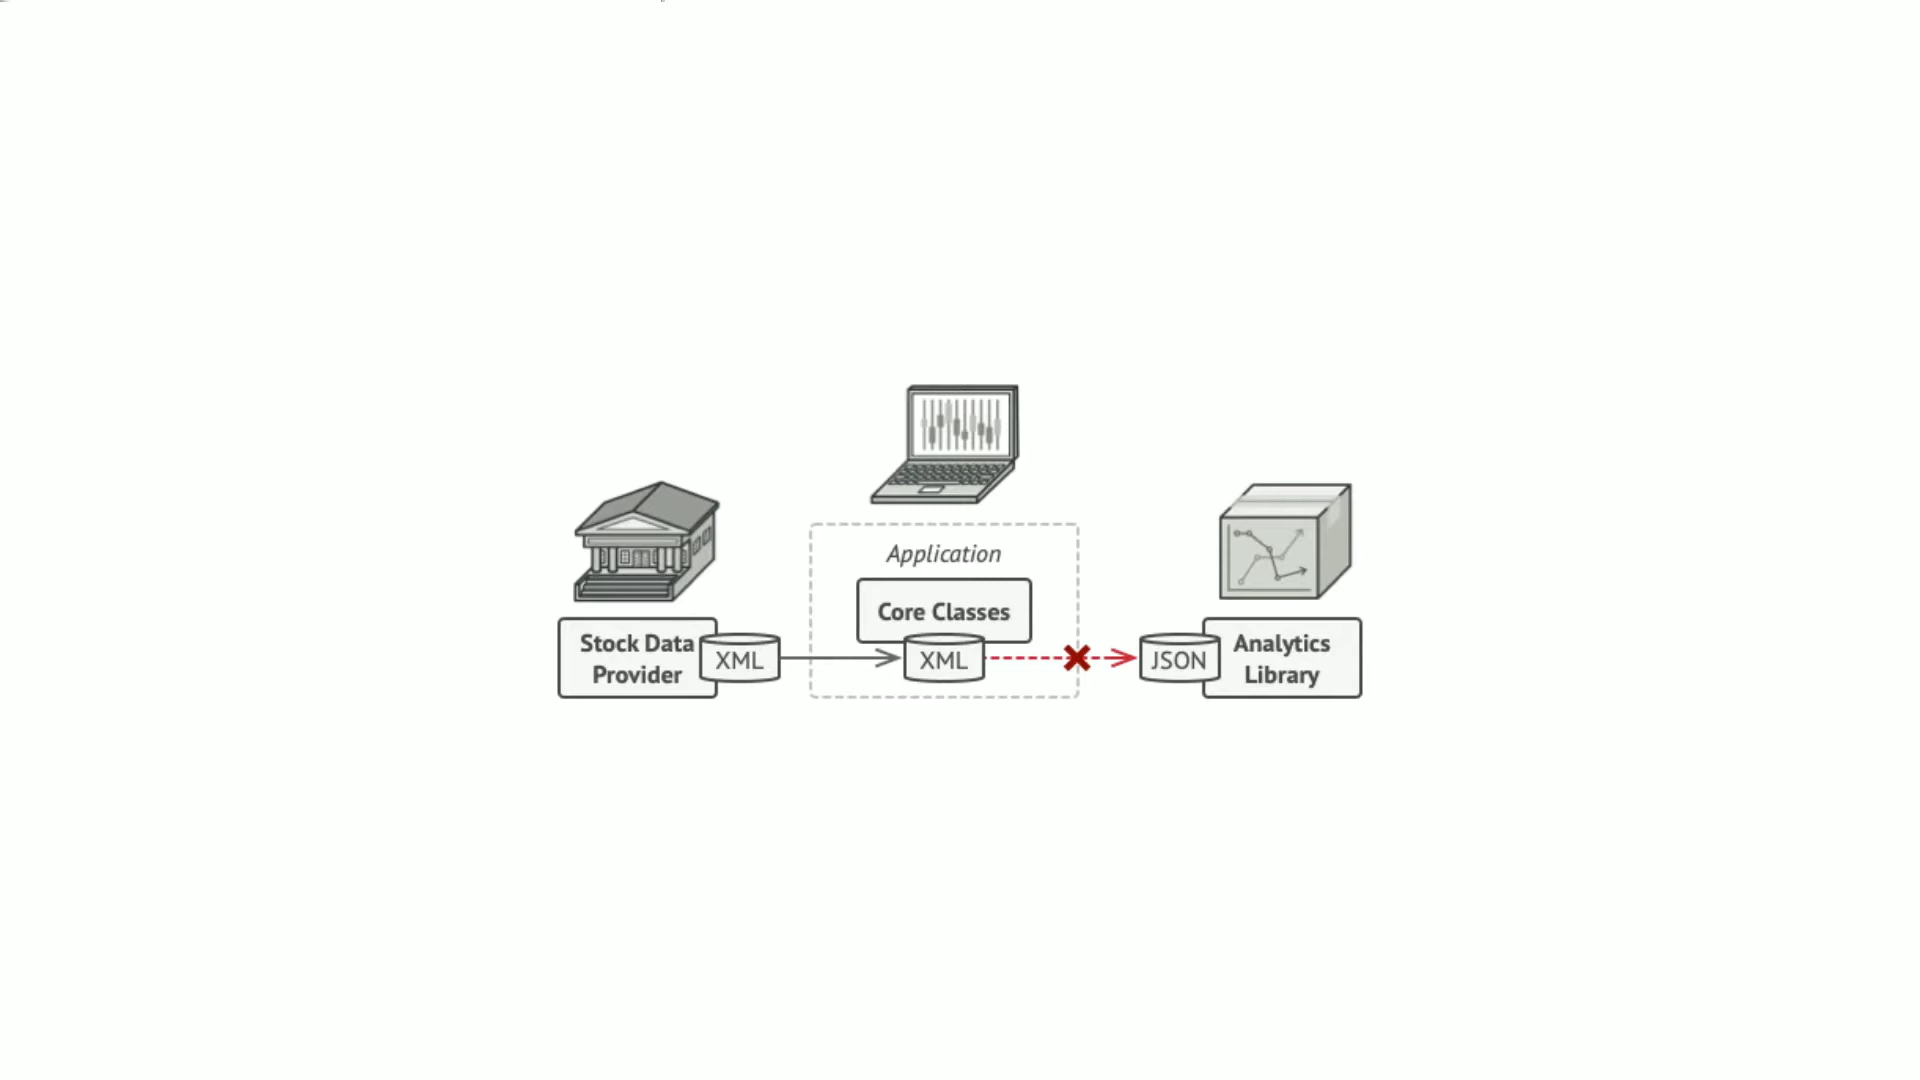 Application
Core Classes
Stock Data
Provider
XML
XML
JSON
Analytics
Library